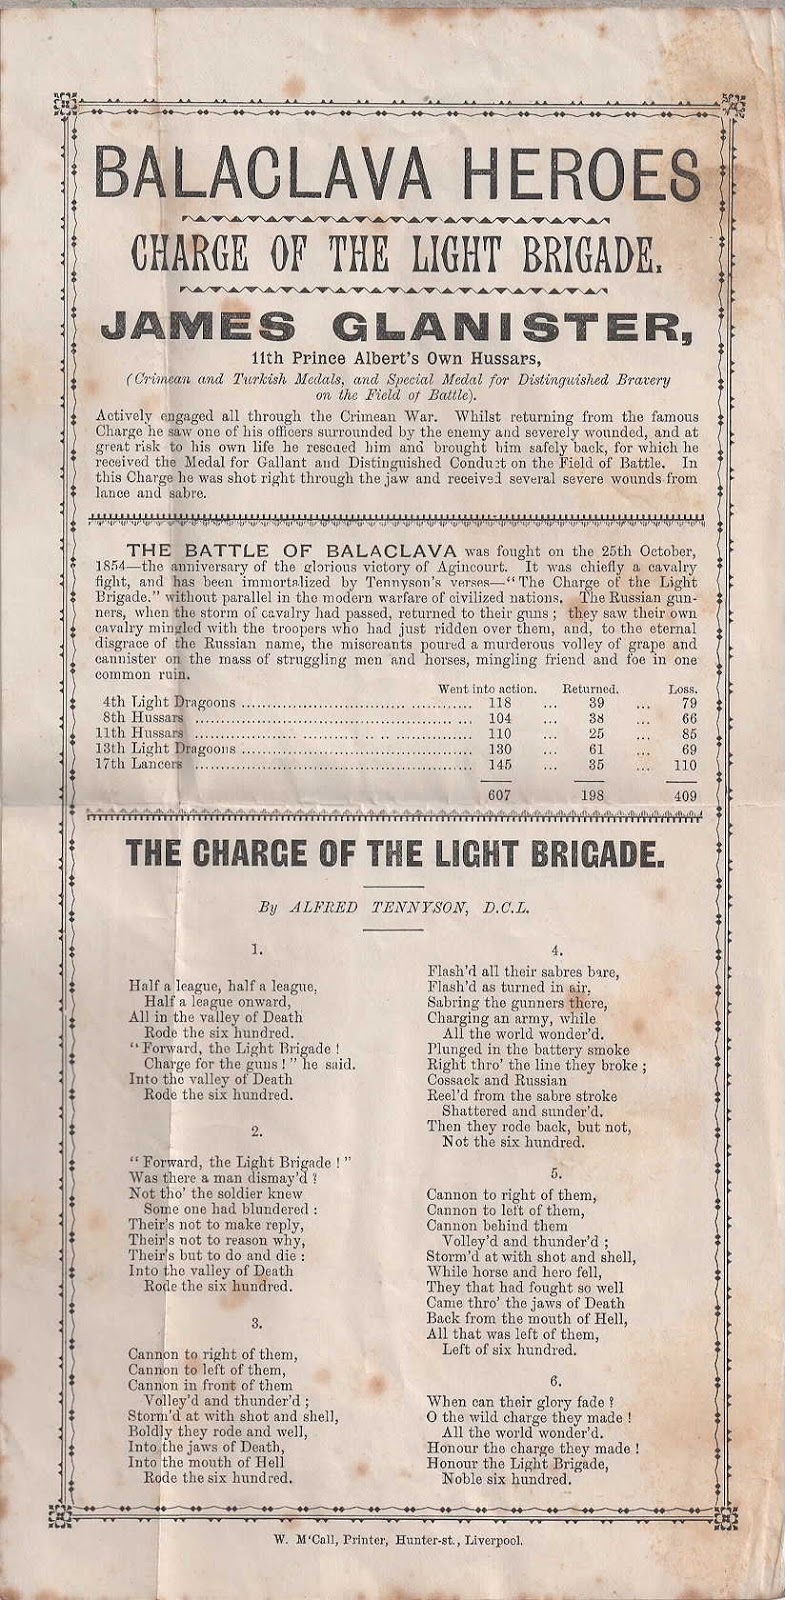 BALACLAVA HEROES
CHARGE OF THE LIGHT BRIGADE.
JAMES GLANISTER,
11th Prince Albert's Own Hussars,
(Crimean and Turkish Medals, and Special Medal for Distinguished Bravery
on the Field of Battle).
Actively engaged all through the Crimean War. Whilst returning from the famous
Charge he saw one of his officers surrounded by the enemy and severely wounded, and at
great risk to his own life he rescued him and brought him safely back, for which he
received the Medal for Gallant and Distinguished Conduct on the Field of Battle. In
this Charge he was shot right through the jaw and received several severe wounds from
lance and sabre.
THE BATTLE OF BALACLAVA was fought on the 25th October,
1854—the anniversary of the glorious victory of Agincourt. It was chiefly a cavalry
fight, and has been immortalized by Tennyson's verses—"The Charge of the Light
Brigade." without parallel in the modern warfare of civilized nations. The Russian gun-
ners, when the storm of cavalry had passed, returned to their guns ; they saw their own
cavalry mingled with the troopers who had just ridden over them, and, to the eternal
disgrace of the Russian name, the miscreants poured a murderous volley of grape and
cannister on the mass of struggling men and horses, mingling friend and foe in one
common ruin.
Went into action. Returned. Loss.
4th Light Dragoons ........ 118 ... 39 ... 79
8th Hussars ........ 104 ... 38 ... 66
11th Hussars ........ 110 ... 25 ... 85
13th Light Dragoons ........ 130 ... 61 ... 69
17th Lancers ........ 145 ... 35 ... 110
607 198 409
THE CHARGE OF THE LIGHT BRIGADE.
By ALFRED TENNYSON, D.C.L.
1.
Half a league, half a league,
Half a league onward,
All in the valley of Death
Rode the six hundred.
"Forward, the Light Brigade !
Charge for the guns ! " he said.
Into the valley of Death
Rode the six hundred.
2.
"Forward, the Light Brigade ! "
Was there a man dismay'd ?
Not tho' the soldier knew
Some one had blundered :
Their's not to make reply,
Their's not to reason why,
Their's but to do and die :
Into the valley of Death
Rode the six hundred.
3.
Cannon to right of them,
Cannon to left of them,
Cannon in front of them
Volley'd and thunder'd ;
Storm'd at with shot and shell,
Boldly they rode and well,
Into the jaws of Death,
Into the mouth of Hell
Rode the six hundred.
4.
Flash'd all their sabres bare,
Flash'd as turned in air,
Sabring the gunners there,
Charging an army, while
All the world wonder'd.
Plunged in the battery smoke
Right thro' the line they broke ;
Cossack and Russian
Reel'd from the sabre stroke
Shattered and sunder'd.
Then they rode back, but not,
Not the six hundred.
5.
Cannon to right of them,
Cannon to left of them,
Cannon behind them
Volley'd and thunder'd ;
Storm'd at with shot and shell,
While horse and hero fell,
They that had fought so well
Came thro' the jaws of Death
Back from the mouth of Hell,
All that was left of them,
Left of six hundred.
6.
When can their glory fade ?
O the wild charge they made !
All the world wonder'd.
Honour the charge they made !
Honour the Light Brigade,
Noble six hundred.
W. M'Call, Printer, Hunter-st., Liverpool.